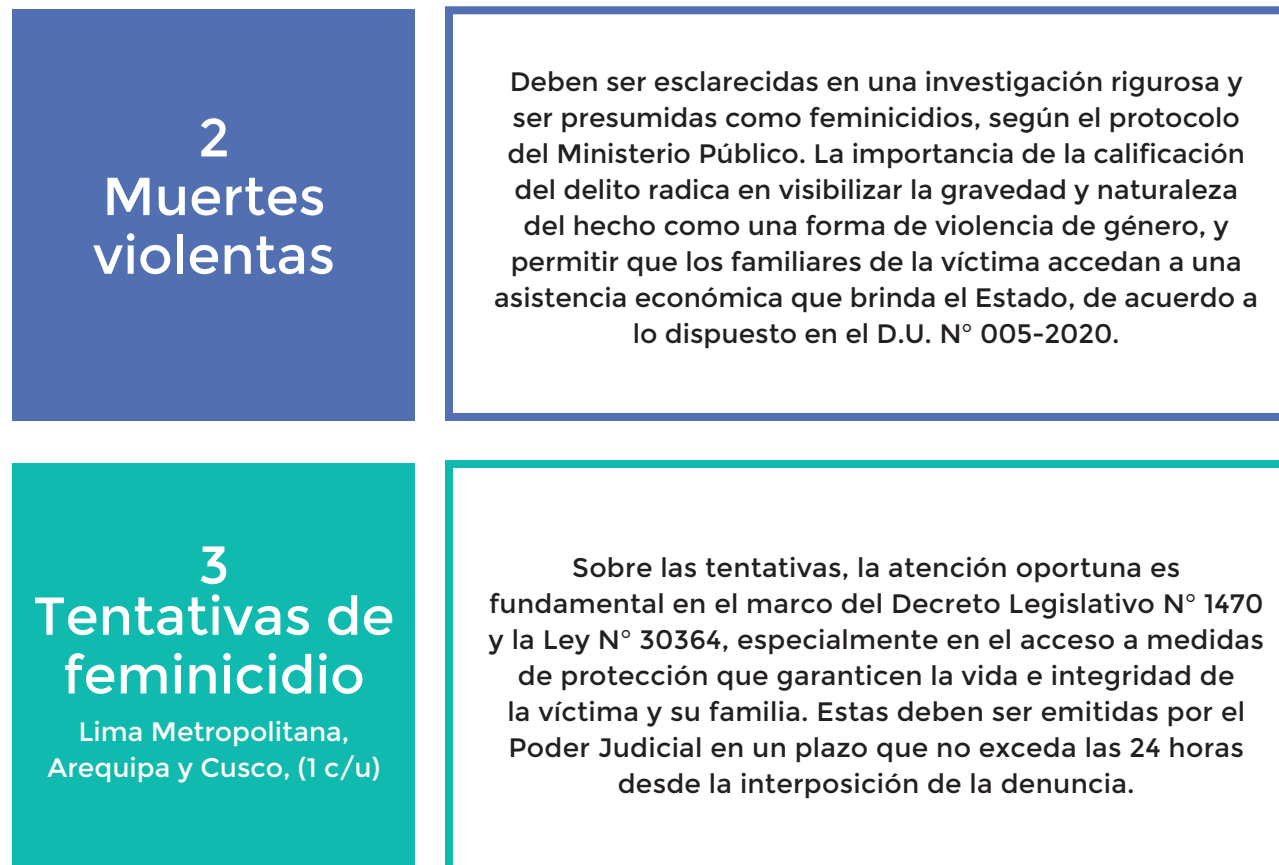 2
Muertes
violentas
Deben ser esclarecidas en una investigación rigurosa y
ser presumidas como feminicidios, según el protocolo
del Ministerio Público. La importancia de la calificación
del delito radica en visibilizar la gravedad y naturaleza
del hecho como una forma de violencia de género, y
permitir que los familiares de la víctima accedan a una
asistencia económica que brinda el Estado, de acuerdo a
lo dispuesto en el D.U. N° 005-2020.
3
Tentativas de
feminicidio
Lima Metropolitana,
Arequipa y Cusco, (1 c/u)
Sobre las tentativas, la atención oportuna es
fundamental en el marco del Decreto Legislativo N° 1470
y la Ley N° 30364, especialmente en el acceso a medidas
de protección que garanticen la vida e integridad de
la víctima y su familia. Estas deben ser emitidas por el
Poder Judicial en un plazo que no exceda las 24 horas
desde la interposición de la denuncia.